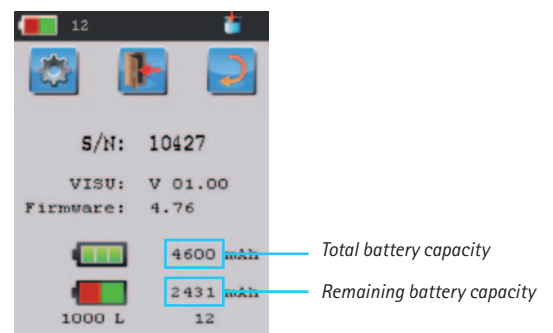 12
S/N: 10427
VISU: V 01.00
Firmware: 4.76
4600 mAh Total battery capacity
2431 mAh Remaining battery capacity
1000 L 12